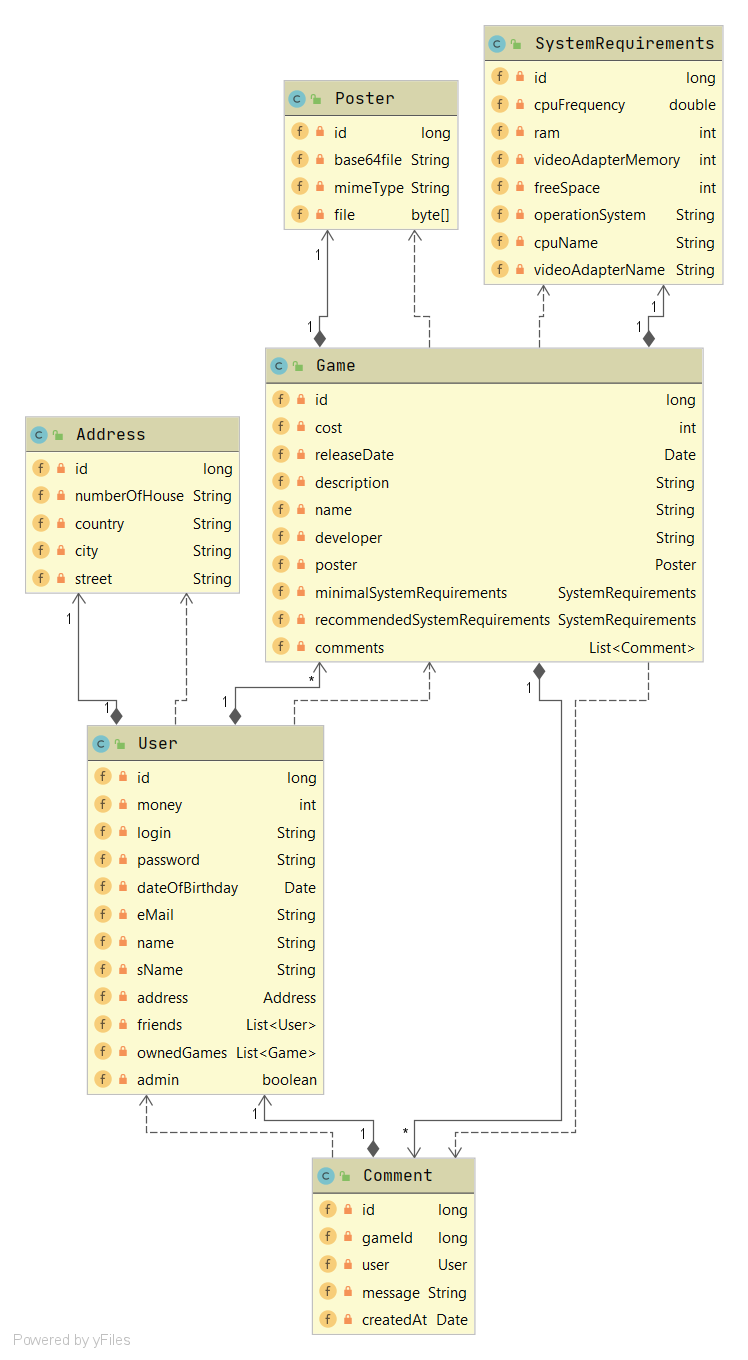 SystemRequirements
id long
cpuFrequency double
ram int
videoAdapterMemory int
freeSpace int
operationSystem String
cpuName String
videoAdapterName String
Poster
id long
base64file String
mimeType String
file byte[]
1
1
1
1
Game
id long
cost int
releaseDate Date
description String
name String
developer String
poster Poster
minimalSystemRequirements SystemRequirements
recommendedSystemRequirements SystemRequirements
comments List<Comment>
Address
id long
numberOfHouse String
country String
city String
street String
1
*
1
1
1
User
id long
money int
login String
password String
dateOfBirthday Date
eMail String
name String
sName String
address Address
friends List<User>
ownedGames List<Game>
admin boolean
1
1
*
Comment
id long
gameId long
user User
message String
createdAt Date
Powered by yFiles